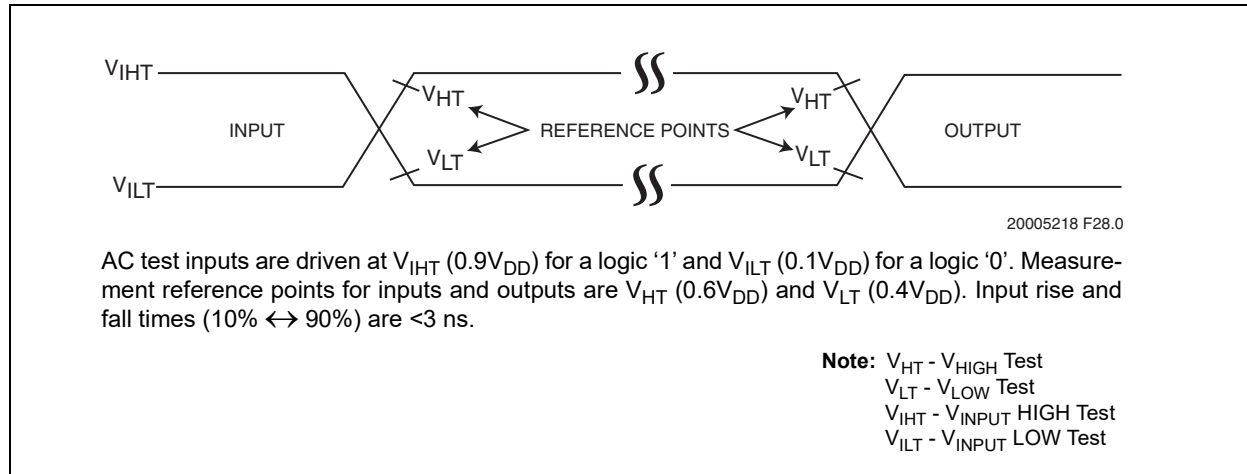 VIHT
VHT
VHT
INPUT
REFERENCE POINTS
OUTPUT
VLT
VLT
VILT
20005218 F28.0
AC test inputs are driven at VIHT (0.9VDD) for a logic ‘1’ and VILT (0.1VDD) for a logic ‘0’. Measure-
ment reference points for inputs and outputs are VHT (0.6VDD) and VLT (0.4VDD). Input rise and
fall times (10% ↔ 90%) are <3 ns.
Note: VHT - VHIGH Test
VLT - VLOW Test
VIHT - VINPUT HIGH Test
VILT - VINPUT LOW Test